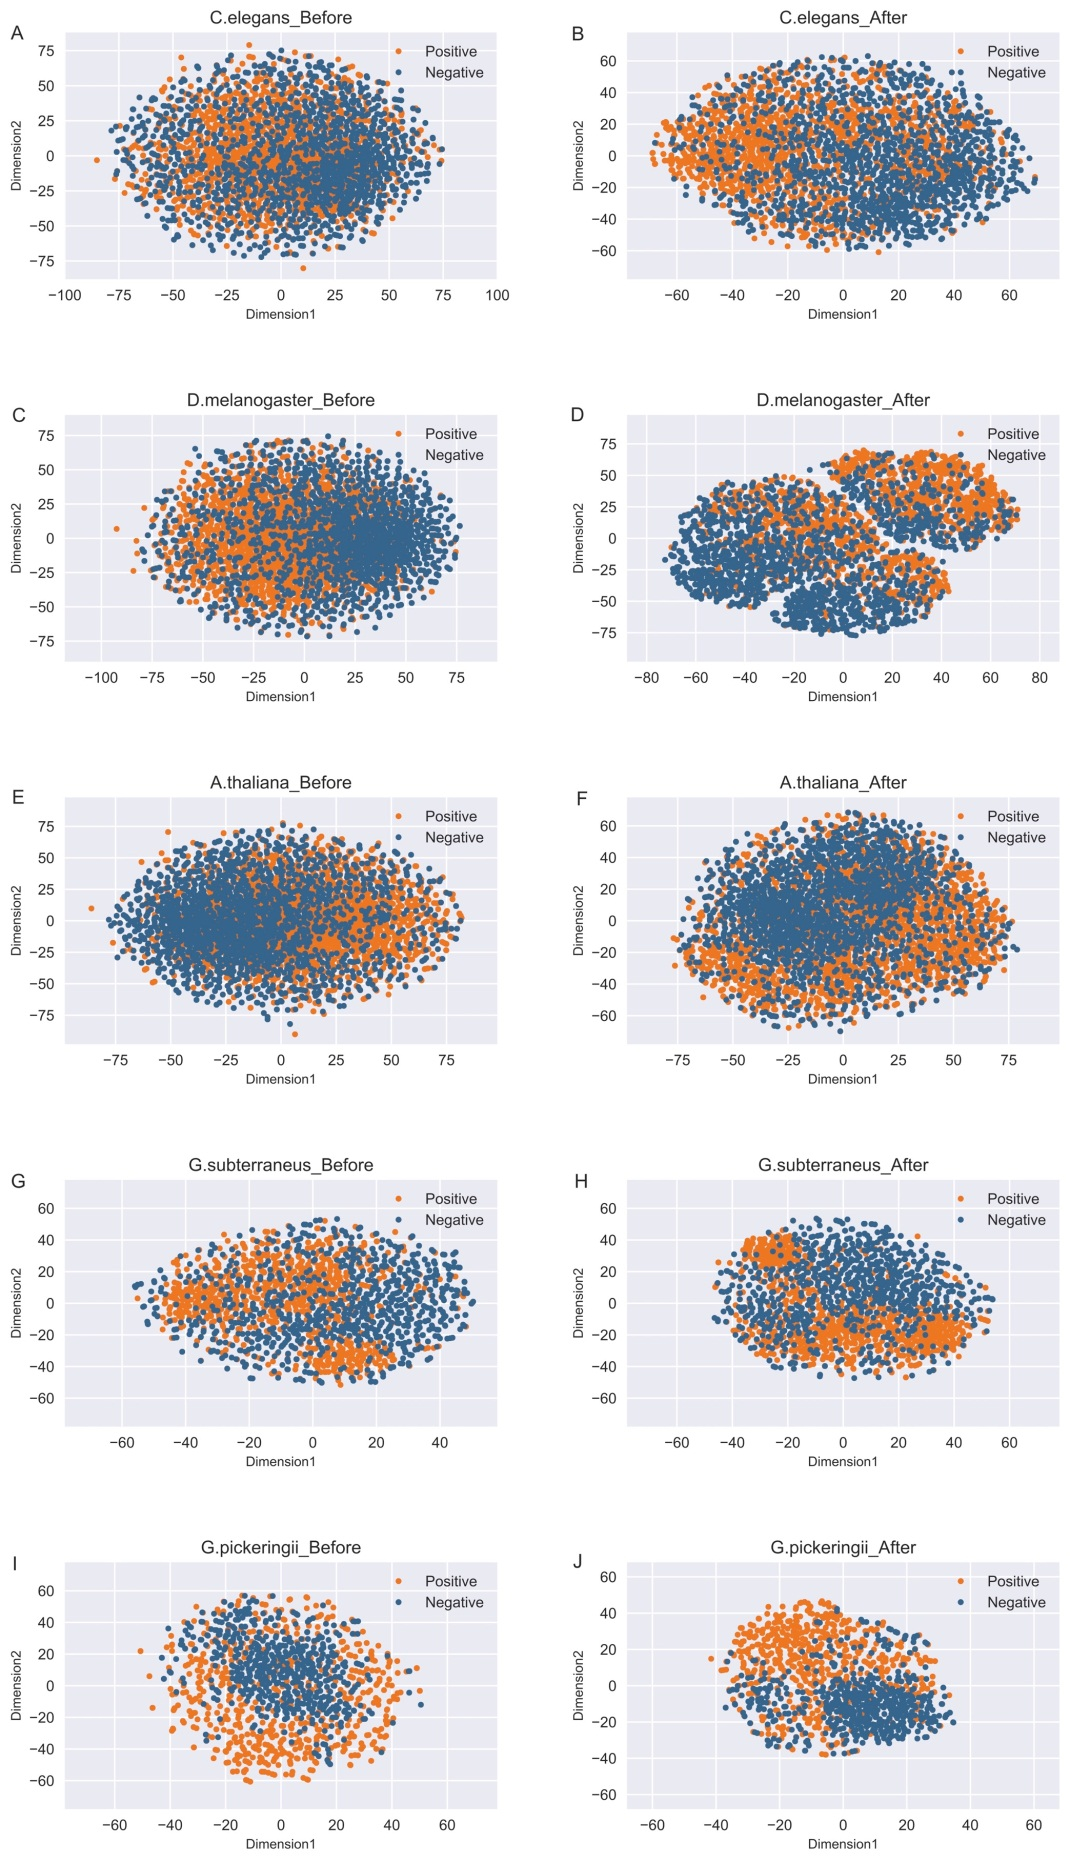 A
C.elegans_Before
75
50
25
0
−25
−50
−75
Dimension2
Positive
Negative
−100 −75 −50 −25 0 25 50 75 100
Dimension1
B
C.elegans_After
60
40
20
0
−20
−40
−60
Dimension2
Positive
Negative
−60 −40 −20 0 20 40 60
Dimension1
C
D.melanogaster_Before
75
50
25
0
−25
−50
−75
Dimension2
Positive
Negative
−100 −75 −50 −25 0 25 50 75
Dimension1
D
D.melanogaster_After
75
50
25
0
−25
−50
−75
Dimension2
Positive
Negative
−80 −60 −40 −20 0 20 40 60 80
Dimension1
E
A.thaliana_Before
75
50
25
0
−25
−50
−75
Dimension2
Positive
Negative
−75 −50 −25 0 25 50 75
Dimension1
F
A.thaliana_After
60
40
20
0
−20
−40
−60
Dimension2
Positive
Negative
−75 −50 −25 0 25 50 75
Dimension1
G
G.subterraneus_Before
60
40
20
0
−20
−40
−60
Dimension2
Positive
Negative
−60 −40 −20 0 20 40
Dimension1
H
G.subterraneus_After
60
40
20
0
−20
−40
−60
Dimension2
Positive
Negative
−60 −40 −20 0 20 40 60
Dimension1
I
G.pickeringii_Before
60
40
20
0
−20
−40
−60
Dimension2
Positive
Negative
−60 −40 −20 0 20 40 60
Dimension1
J
G.pickeringii_After
60
40
20
0
−20
−40
−60
Dimension2
Positive
Negative
−60 −40 −20 0 20 40 60
Dimension1